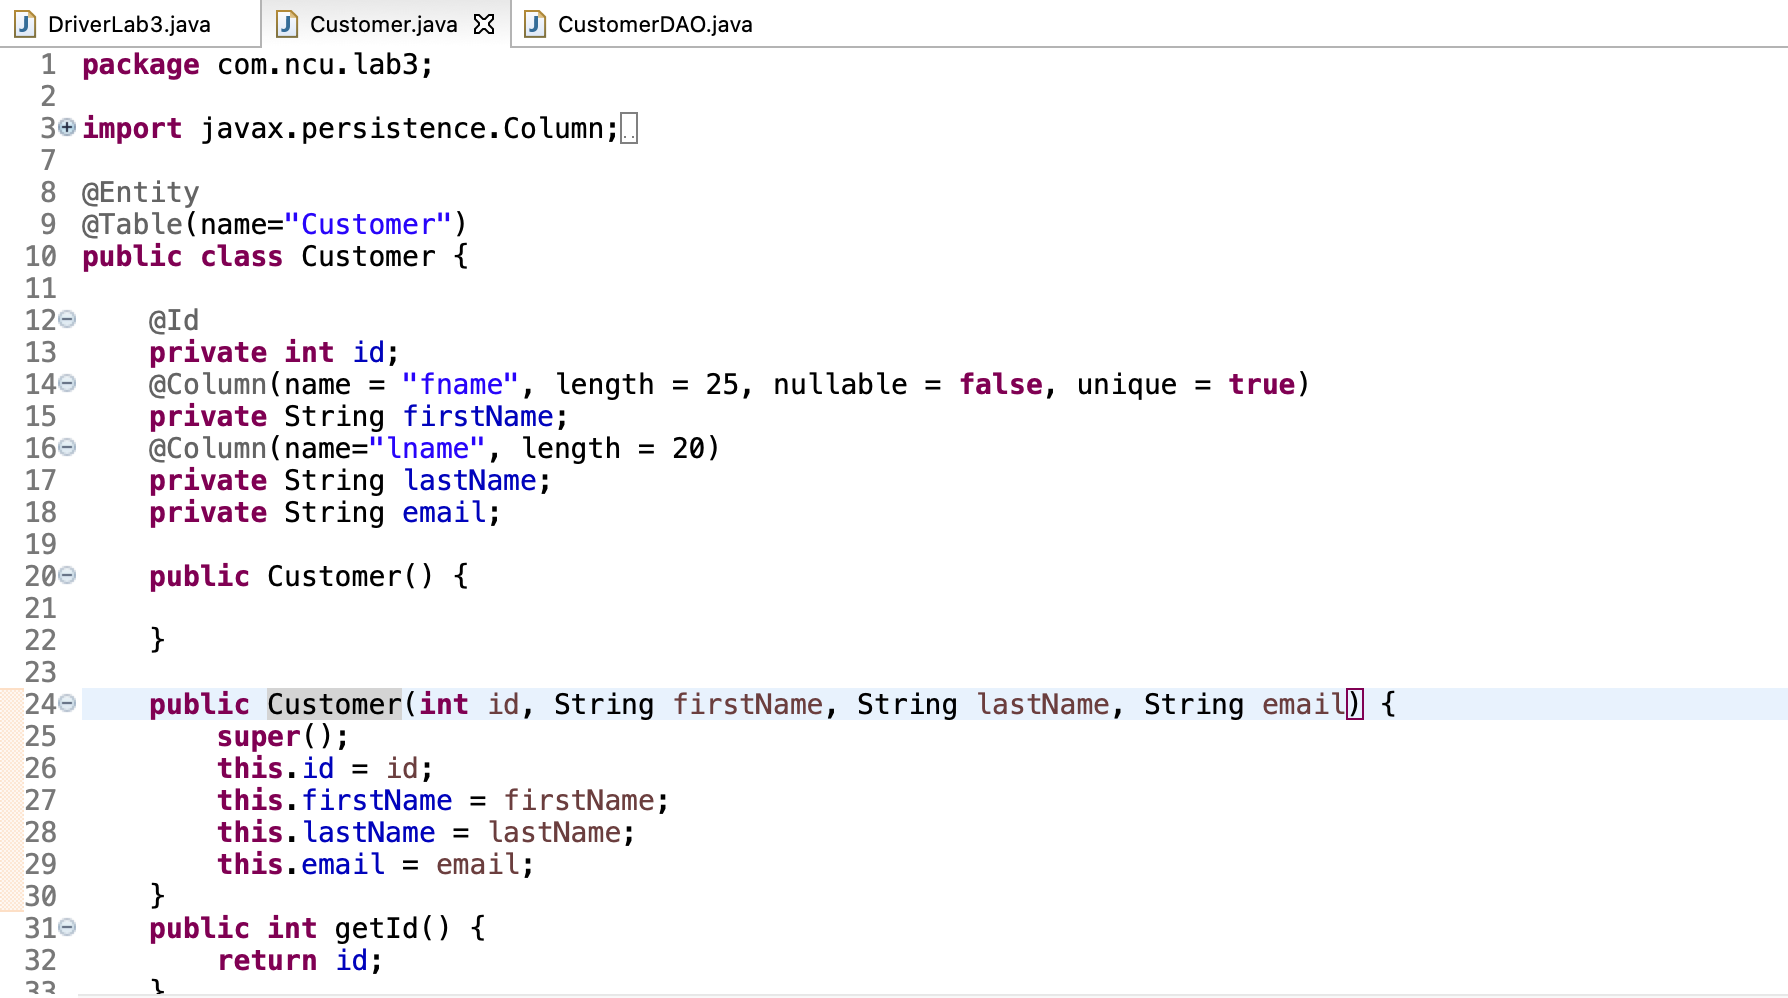 DriverLab3.java Customer.java CustomerDAO.java
1 package com.ncu.lab3;
2
3 import javax.persistence.Column;
7
8 @Entity
9 @Table(name="Customer")
10 public class Customer {
11
12     @Id
13     private int id;
14     @Column(name = "fname", length = 25, nullable = false, unique = true)
15     private String firstName;
16     @Column(name="lname", length = 20)
17     private String lastName;
18     private String email;
19
20     public Customer() {
21
22     }
23
24     public Customer(int id, String firstName, String lastName, String email) {
25         super();
26         this.id = id;
27         this.firstName = firstName;
28         this.lastName = lastName;
29         this.email = email;
30     }
31     public int getId() {
32         return id;
33     }